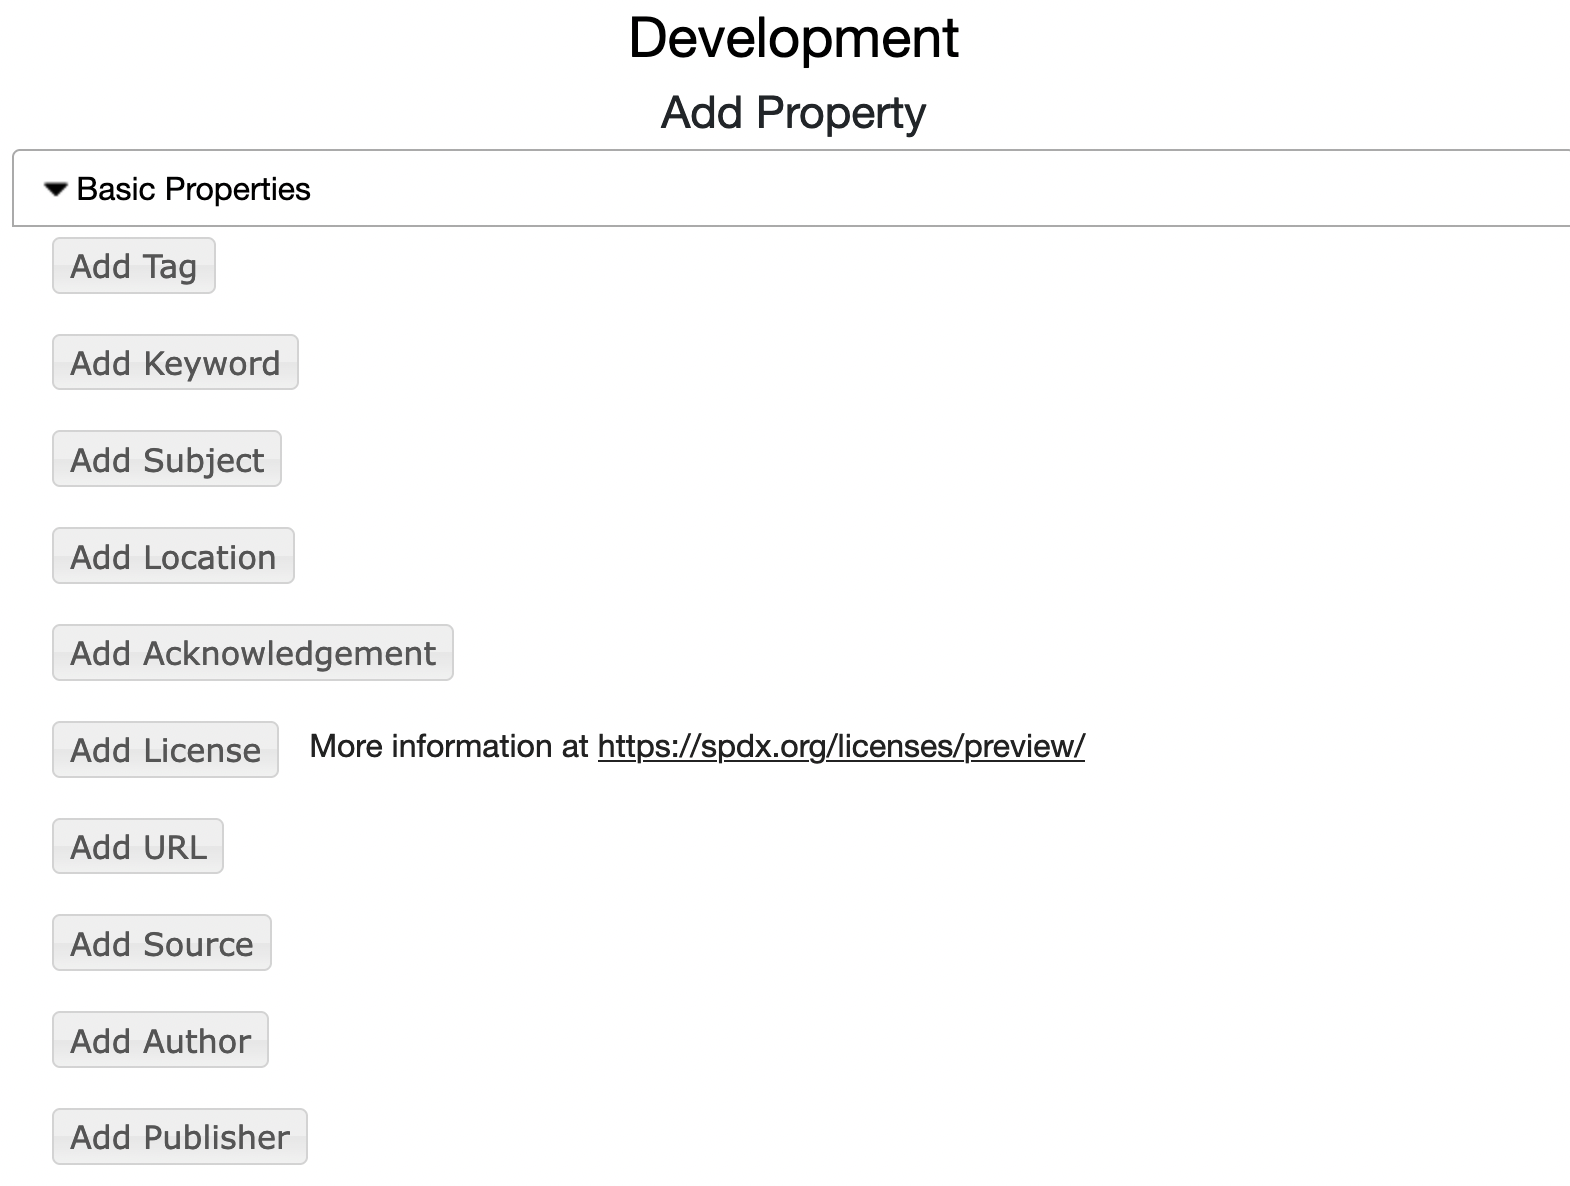 Development
Add Property
Basic Properties
Add Tag
Add Keyword
Add Subject
Add Location
Add Acknowledgement
Add License More information at https://spdx.org/licenses/preview/
Add URL
Add Source
Add Author
Add Publisher